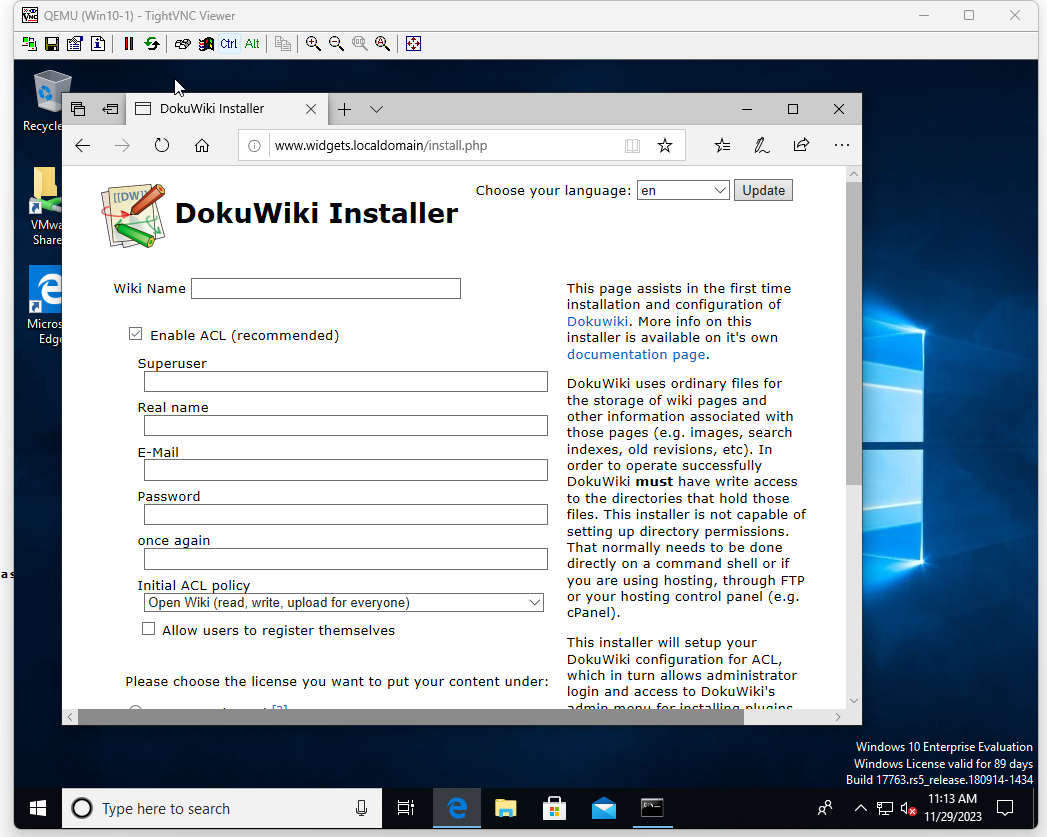 QEMU (Win10-1) - TightVNC Viewer
Ctrl Alt
Recycle
VMwa
Share
Micros
Edg
DokuWiki Installer
www.widgets.localdomain/install.php
[[DW]]
DokuWiki Installer
Choose your language: en Update
Wiki Name
Enable ACL (recommended)
Superuser
Real name
E-Mail
Password
once again
Initial ACL policy
Open Wiki (read, write, upload for everyone)
Allow users to register themselves
Please choose the license you want to put your content under:
This page assists in the first time
installation and configuration of
Dokuwiki. More info on this
installer is available on it's own
documentation page.
DokuWiki uses ordinary files for
the storage of wiki pages and
other information associated with
those pages (e.g. images, search
indexes, old revisions, etc). In
order to operate successfully
DokuWiki must have write access
to the directories that hold those
files. This installer is not capable of
setting up directory permissions.
That normally needs to be done
directly on a command shell or if
you are using hosting, through FTP
or your hosting control panel (e.g.
cPanel).
This installer will setup your
DokuWiki configuration for ACL,
which in turn allows administrator
login and access to DokuWiki's
admin menu for installing plugins,
as
Windows 10 Enterprise Evaluation
Windows License valid for 89 days
Build 17763.rs5_release.180914-1434
Type here to search
11:13 AM
11/29/2023